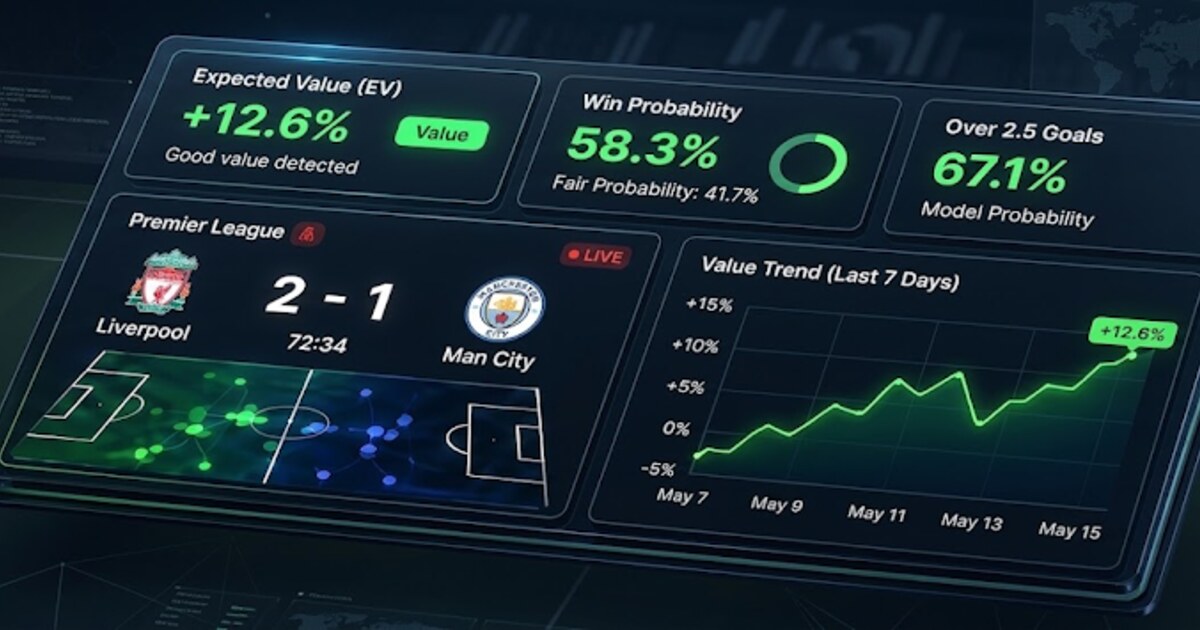 Expected Value (EV)
+12.6%
Value
Good value detected
Win Probability
58.3%
Fair Probability: 41.7%
Over 2.5 Goals
67.1%
Model Probability
Premier League
LIVE
Liverpool
2 - 1
72:34
MANCHESTER
CITY
Man City
Value Trend (Last 7 Days)
+15%
+10%
+5%
0%
-5%
+12.6%
May 7
May 9
May 11
May 13
May 15